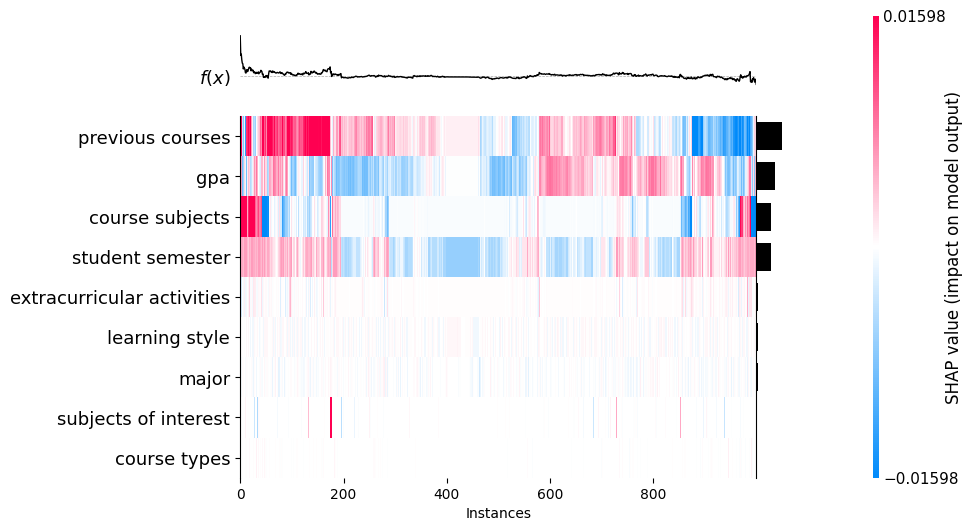 0.01598
f(x)
previous courses
gpa
course subjects
student semester
extracurricular activities
learning style
major
subjects of interest
course types
0 200 400 600 800
Instances
−0.01598
SHAP value (impact on model output)